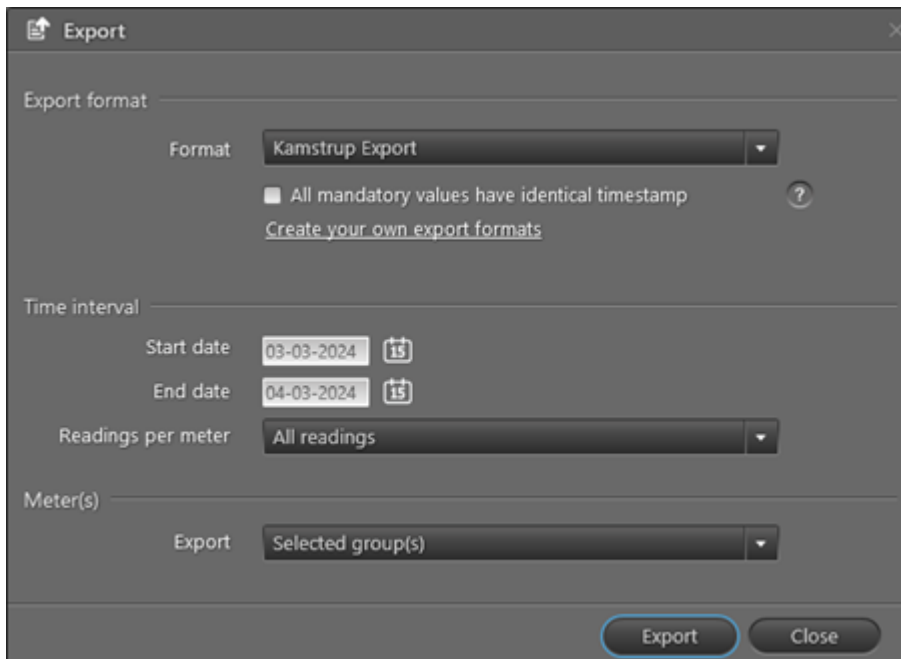 Export
Export format
Format Kamstrup Export
All mandatory values have identical timestamp ?
Create your own export formats
Time interval
Start date 03-03-2024 15
End date 04-03-2024 15
Readings per meter All readings
Meter(s)
Export Selected group(s)
Export Close